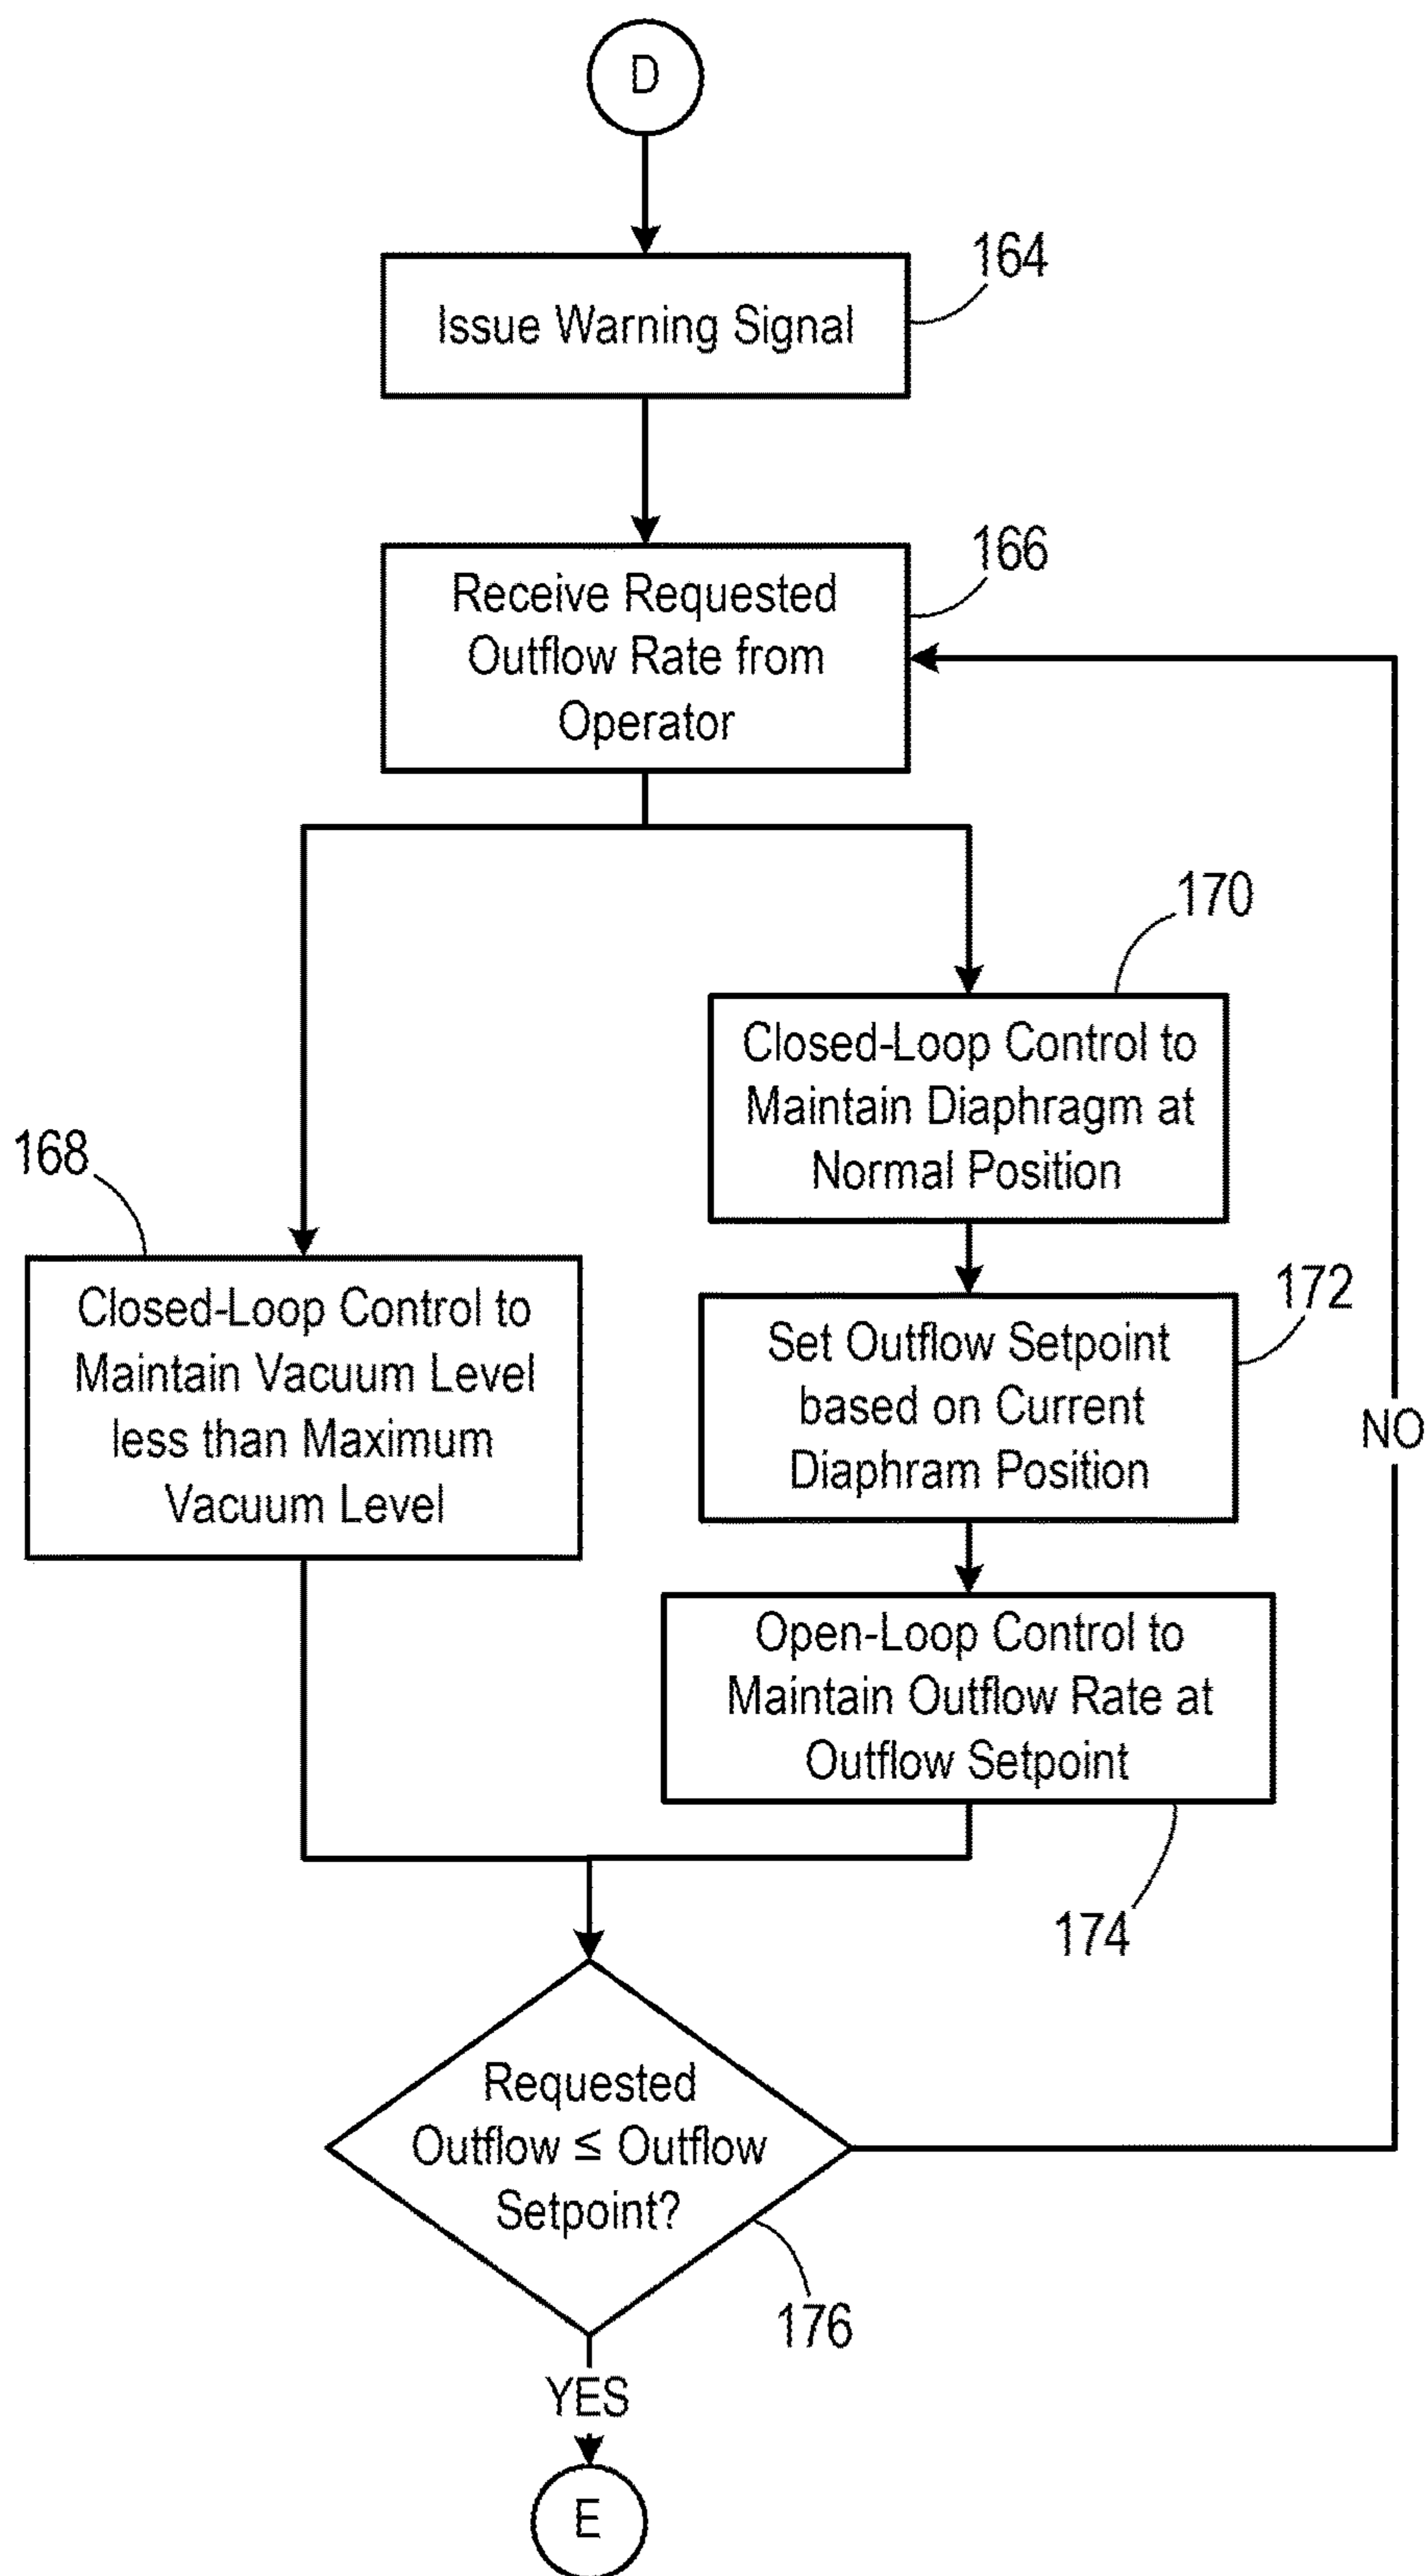 D
164
Issue Warning Signal
166
Receive Requested
Outflow Rate from
Operator
170
Closed-Loop Control to
Maintain Diaphragm at
Normal Position
168
Closed-Loop Control to
Maintain Vacuum Level
less than Maximum
Vacuum Level
172
Set Outflow Setpoint
based on Current
Diaphram Position
NO
Open-Loop Control to
Maintain Outflow Rate at
Outflow Setpoint
174
Requested
Outflow ≤ Outflow
Setpoint?
176
YES
E